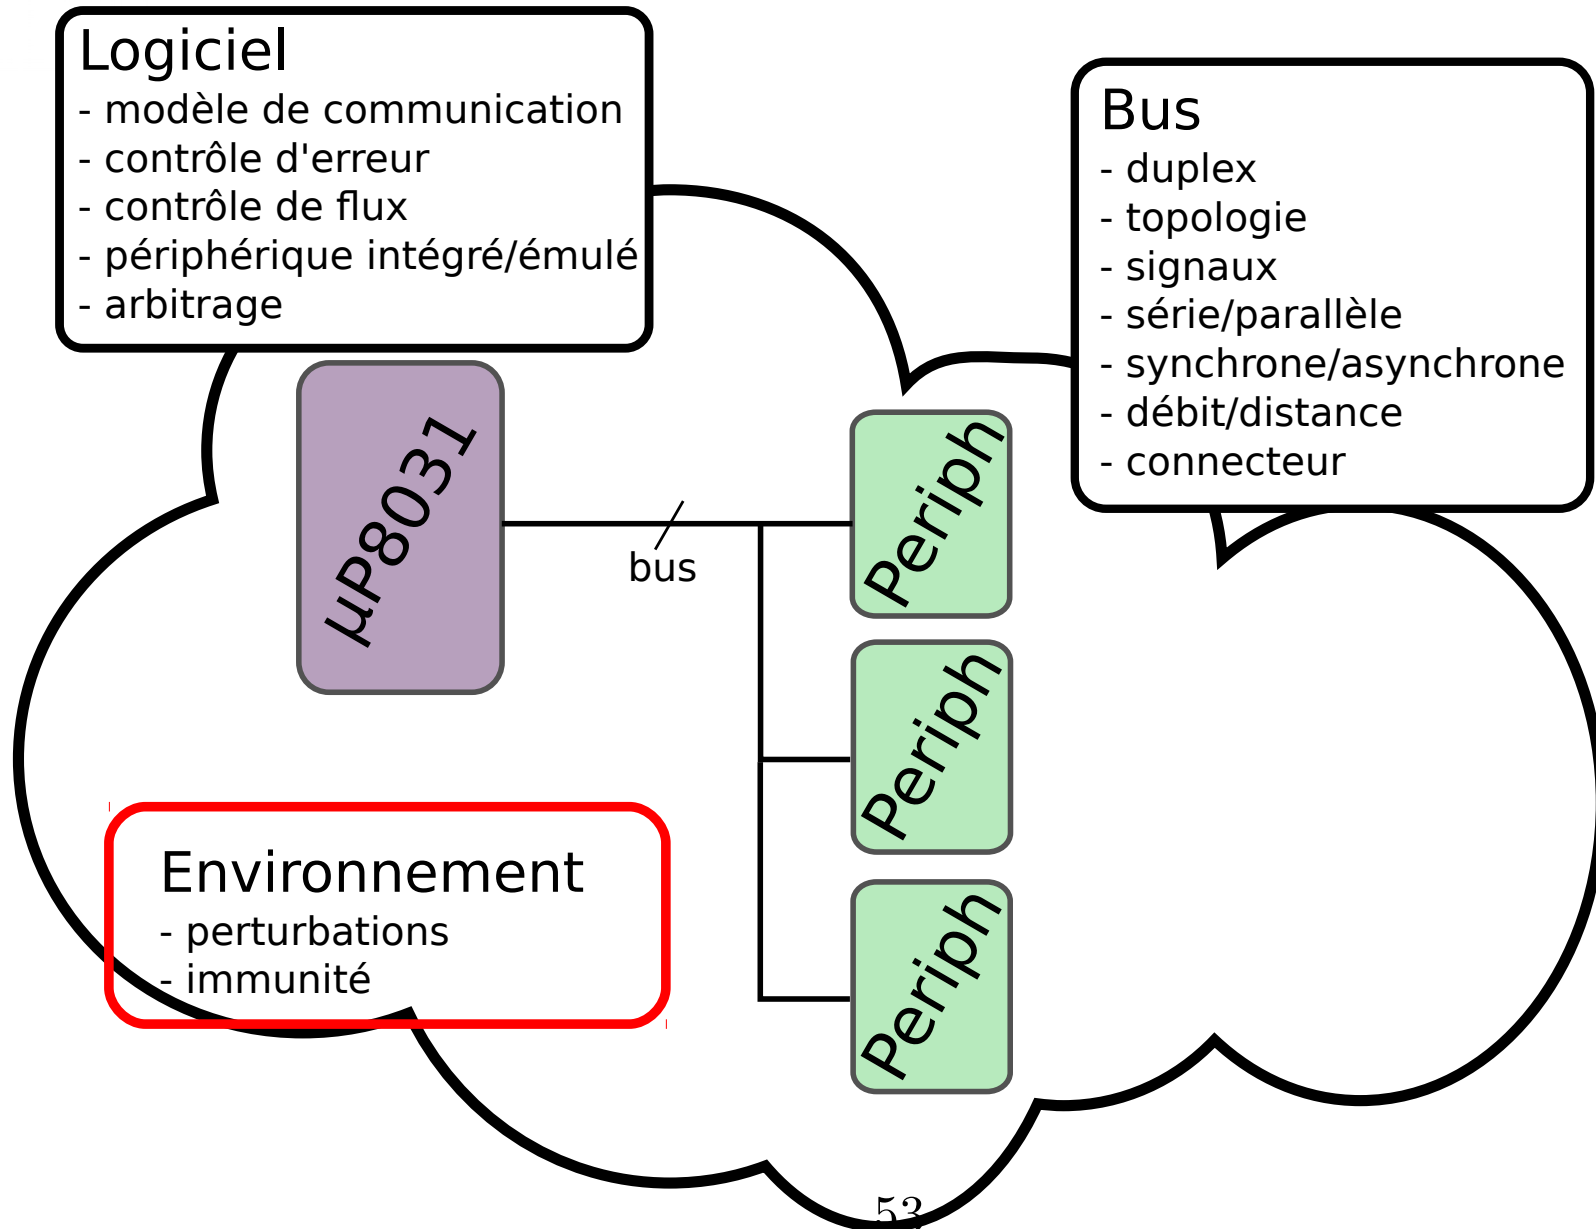 Logiciel
- modèle de communication
- contrôle d'erreur
- contrôle de flux
- périphérique intégré/émulé
- arbitrage
Bus
- duplex
- topologie
- signaux
- série/parallèle
- synchrone/asynchrone
- débit/distance
- connecteur
µP8031
bus
Periph
Periph
Periph
Environnement
- perturbations
- immunité
53